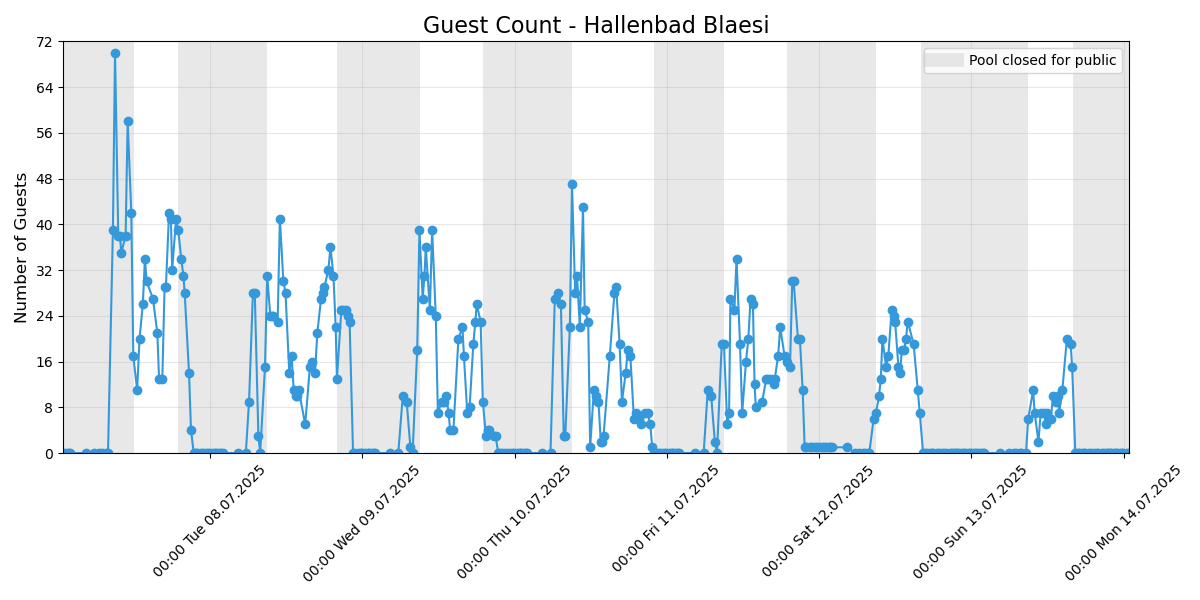 Guest Count - Hallenbad Blaesi
Pool closed for public
Number of Guests
72
64
56
48
40
32
24
16
8
0
00:00 Tue 08.07.2025
00:00 Wed 09.07.2025
00:00 Thu 10.07.2025
00:00 Fri 11.07.2025
00:00 Sat 12.07.2025
00:00 Sun 13.07.2025
00:00 Mon 14.07.2025